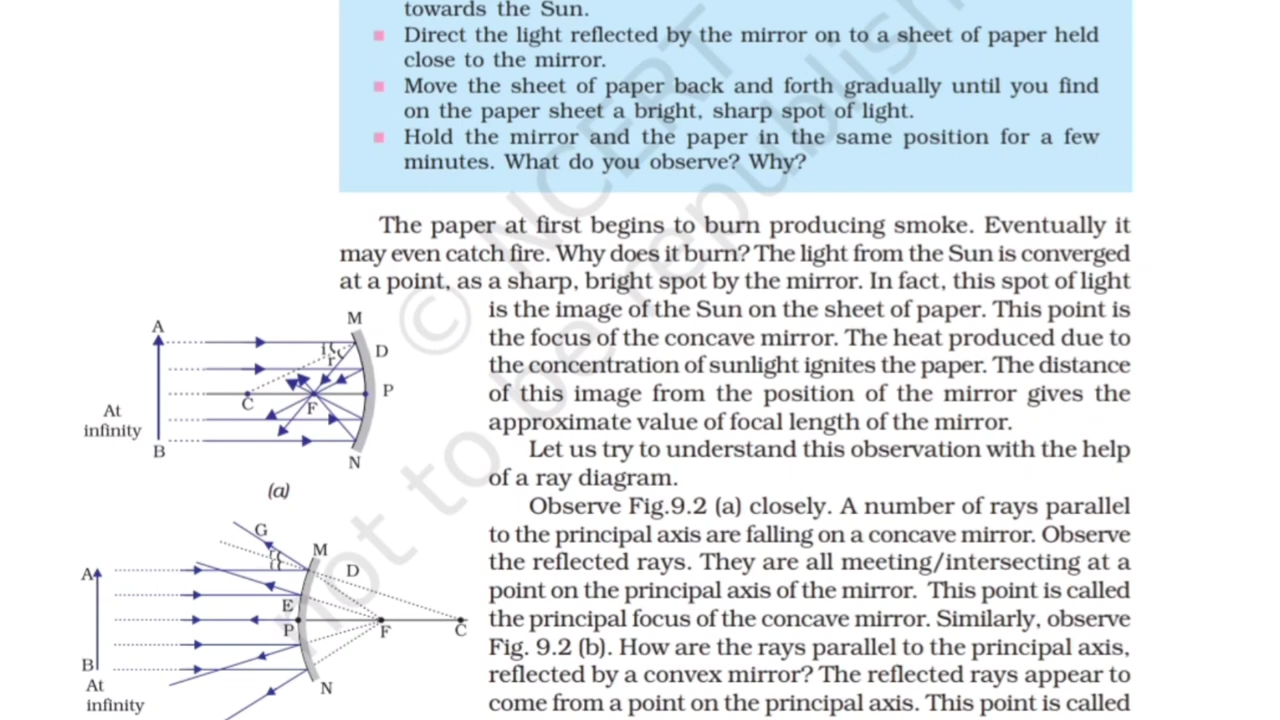 towards the Sun.
Direct the light reflected by the mirror on to a sheet of paper held
close to the mirror.
Move the sheet of paper back and forth gradually until you find
on the paper sheet a bright, sharp spot of light.
Hold the mirror and the paper in the same position for a few
minutes. What do you observe? Why?
The paper at first begins to burn producing smoke. Eventually it
may even catch fire. Why does it burn? The light from the Sun is converged
at a point, as a sharp, bright spot by the mirror. In fact, this spot of light
is the image of the Sun on the sheet of paper. This point is
the focus of the concave mirror. The heat produced due to
the concentration of sunlight ignites the paper. The distance
of this image from the position of the mirror gives the
approximate value of focal length of the mirror.
Let us try to understand this observation with the help
of a ray diagram.
Observe Fig.9.2 (a) closely. A number of rays parallel
to the principal axis are falling on a concave mirror. Observe
the reflected rays. They are all meeting/intersecting at a
point on the principal axis of the mirror. This point is called
the principal focus of the concave mirror. Similarly, observe
Fig. 9.2 (b). How are the rays parallel to the principal axis,
reflected by a convex mirror? The reflected rays appear to
come from a point on the principal axis. This point is called
M
A
i
r
D
P
C
F
At
infinity
B
N
(a)
G
M
r
i
D
A
E
P
F
C
B
At
infinity
N
© NCERT
not to be republish